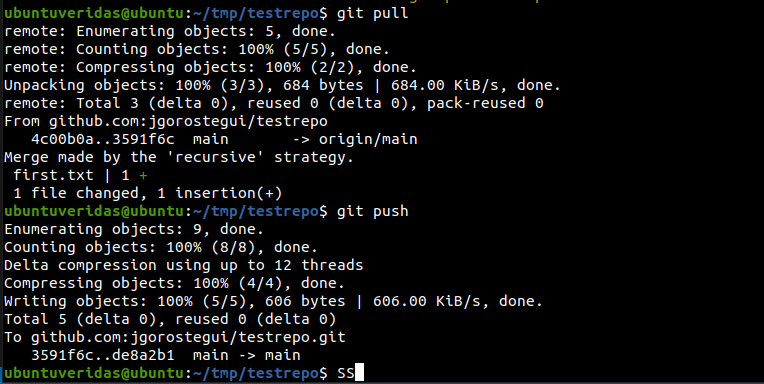 ubuntuveridas@ubuntu:~/tmp/testrepo$ git pull
remote: Enumerating objects: 5, done.
remote: Counting objects: 100% (5/5), done.
remote: Compressing objects: 100% (2/2), done.
Unpacking objects: 100% (3/3), 684 bytes | 684.00 KiB/s, done.
remote: Total 3 (delta 0), reused 0 (delta 0), pack-reused 0
From github.com:jgorostegui/testrepo
   4c00b0a..3591f6c  main       -> origin/main
Merge made by the 'recursive' strategy.
 first.txt | 1 +
 1 file changed, 1 insertion(+)
ubuntuveridas@ubuntu:~/tmp/testrepo$ git push
Enumerating objects: 9, done.
Counting objects: 100% (8/8), done.
Delta compression using up to 12 threads
Compressing objects: 100% (4/4), done.
Writing objects: 100% (5/5), 606 bytes | 606.00 KiB/s, done.
Total 5 (delta 0), reused 0 (delta 0)
To github.com:jgorostegui/testrepo.git
   3591f6c..de8a2b1  main -> main
ubuntuveridas@ubuntu:~/tmp/testrepo$ SS